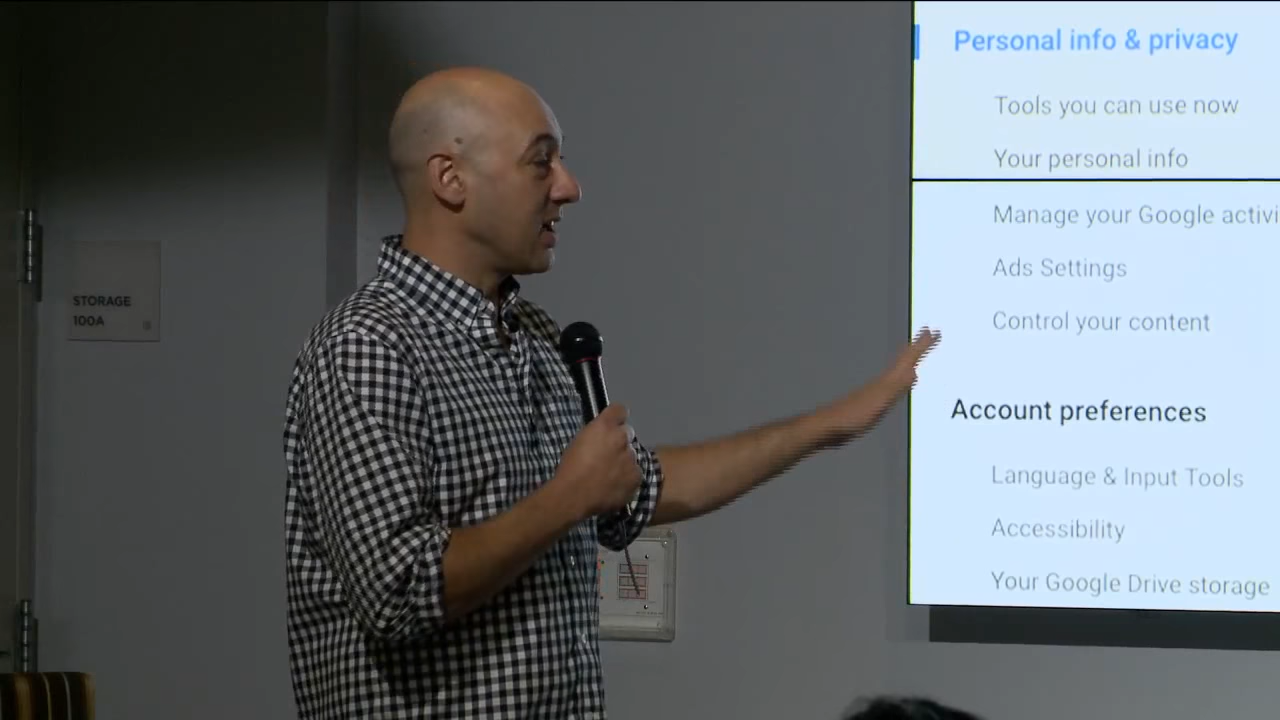 Personal info & privacy
Tools you can use now
Your personal info
Manage your Google activi
Ads Settings
Control your content
Account preferences
Language & Input Tools
Accessibility
Your Google Drive storage
STORAGE
100A